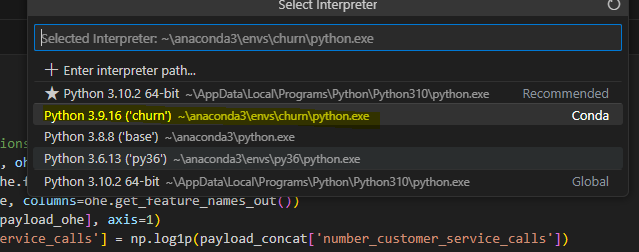 Select Interpreter
Selected Interpreter: ~\anaconda3\envs\churn\python.exe
Enter interpreter path...
Python 3.10.2 64-bit ~\AppData\Local\Programs\Python\Python310\python.exe Recommended
Python 3.9.16 ('churn') ~\anaconda3\envs\churn\python.exe Conda
Python 3.8.8 ('base') ~\anaconda3\python.exe
Python 3.6.13 ('py36') ~\anaconda3\envs\py36\python.exe
Python 3.10.2 64-bit ~\AppData\Local\Programs\Python\Python310\python.exe Global
ions
, oh
ohe.f
e, columns=ohe.get_feature_names_out())
payload_ohe], axis=1)
ervice_calls'] = np.log1p(payload_concat['number_customer_service_calls'])